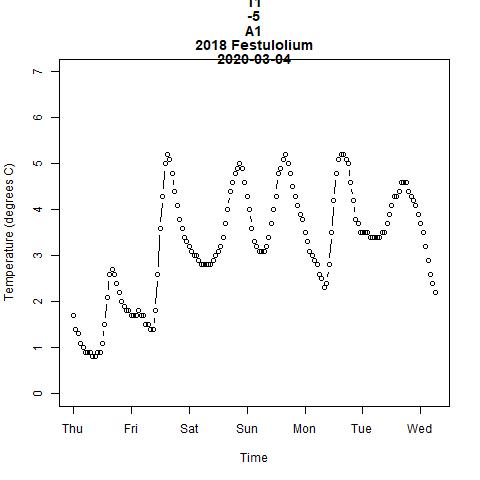 T1
-5
A1
2018 Festulolium
2020-03-04
7
6
5
4
3
2
1
0
Temperature (degrees C)
Thu Fri Sat Sun Mon Tue Wed
Time